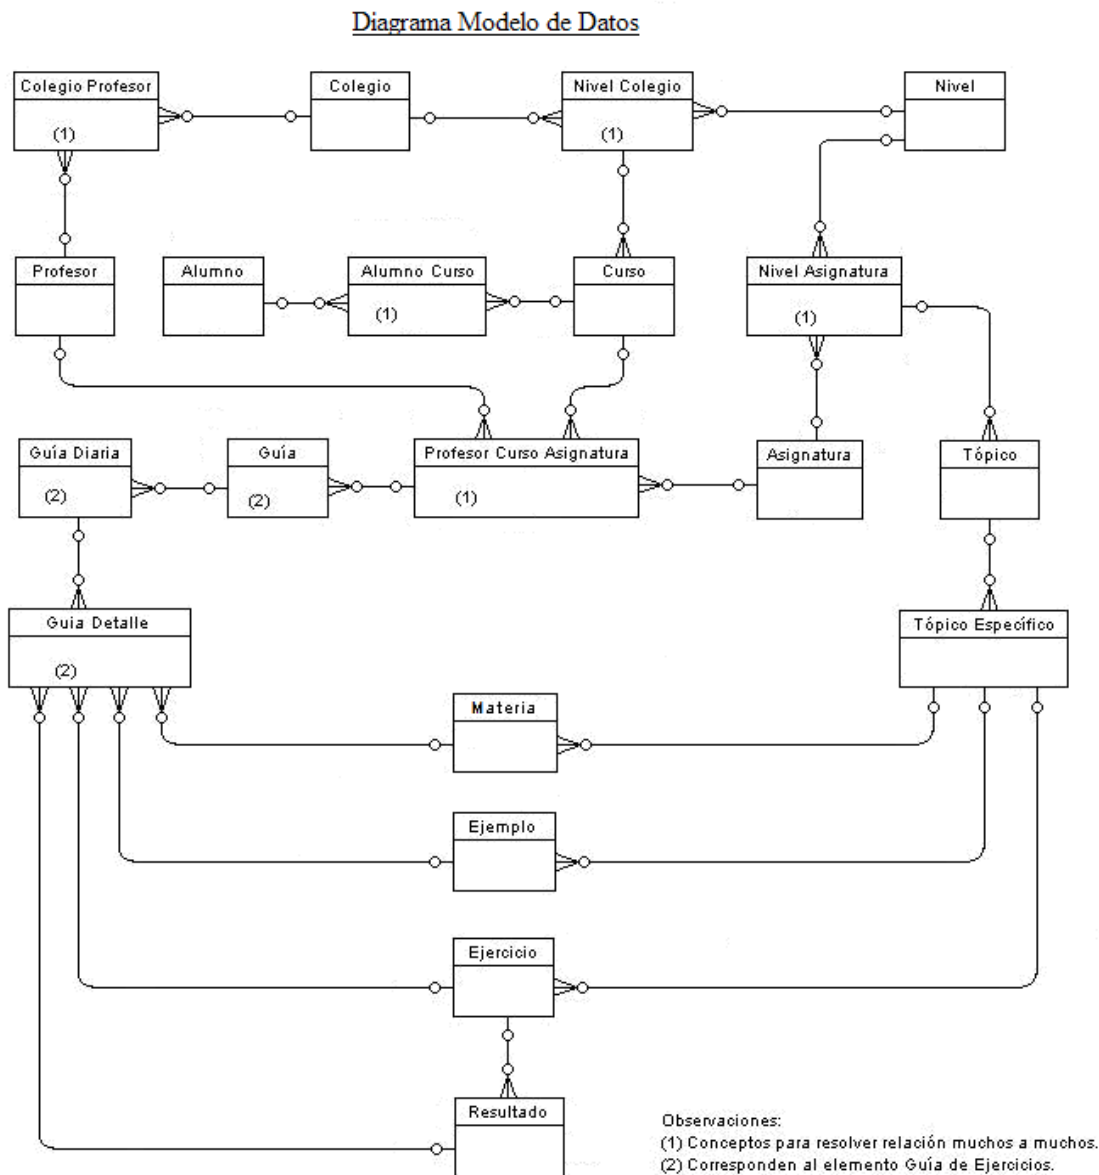 Diagrama Modelo de Datos
Colegio Profesor
(1)
Colegio
Nivel Colegio
(1)
Nivel
Profesor
Alumno
Alumno Curso
(1)
Curso
Nivel Asignatura
(1)
Guía Diaria
(2)
Guía
(2)
Profesor Curso Asignatura
(1)
Asignatura
Tópico
Guia Detalle
(2)
Tópico Específico
Materia
Ejemplo
Ejercicio
Resultado
Observaciones:
(1) Conceptos para resolver relación muchos a muchos.
(2) Corresponden al elemento Guía de Ejercicios.